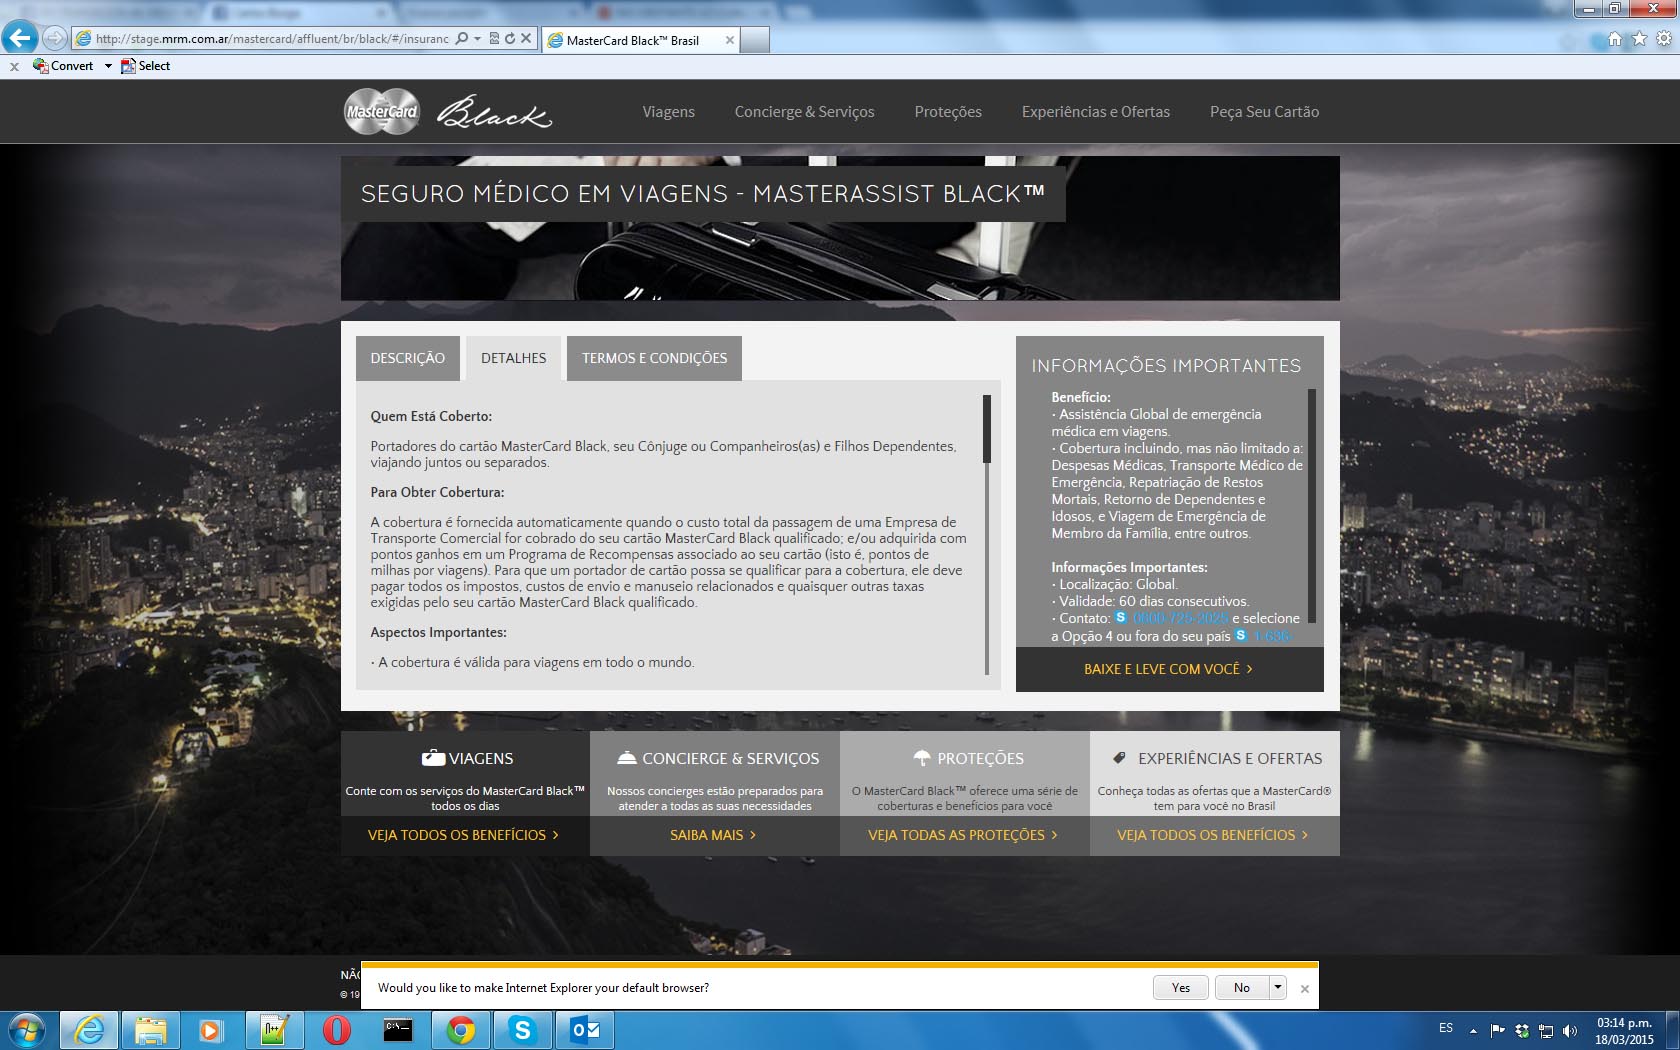 http://stage.mrm.com.ar/mastercard/affluent/br/black/#/insuranc
MasterCard Black™ Brasil
Convert
Select
MasterCard Black
Viagens
Concierge & Serviços
Proteções
Experiências e Ofertas
Peça Seu Cartão
SEGURO MÉDICO EM VIAGENS - MASTERASSIST BLACK™
DESCRIÇÃO
DETALHES
TERMOS E CONDIÇÕES
Quem Está Coberto:
Portadores do cartão MasterCard Black, seu Cônjuge ou Companheiros(as) e Filhos Dependentes,
viajando juntos ou separados.
Para Obter Cobertura:
A cobertura é fornecida automaticamente quando o custo total da passagem de uma Empresa de
Transporte Comercial for cobrado do seu cartão MasterCard Black qualificado; e/ou adquirida com
pontos ganhos em um Programa de Recompensas associado ao seu cartão (isto é, pontos de
milhas por viagens). Para que um portador de cartão possa se qualificar para a cobertura, ele deve
pagar todos os impostos, custos de envio e manuseio relacionados e quaisquer outras taxas
exigidas pelo seu cartão MasterCard Black qualificado.
Aspectos Importantes:
• A cobertura é válida para viagens em todo o mundo.
INFORMAÇÕES IMPORTANTES
Benefício:
• Assistência Global de emergência
médica em viagens.
• Cobertura incluindo, mas não limitado a:
Despesas Médicas, Transporte Médico de
Emergência, Repatriação de Restos
Mortais, Retorno de Dependentes e
Idosos, e Viagem de Emergência de
Membro da Família, entre outros.
Informações Importantes:
• Localização: Global.
• Validade: 60 dias consecutivos.
• Contato: 0800-725-2025 e selecione
a Opção 4 ou fora do seu país 1-636-
BAIXE E LEVE COM VOCÊ >
VIAGENS
Conte com os serviços do MasterCard Black™
todos os dias
VEJA TODOS OS BENEFÍCIOS >
CONCIERGE & SERVIÇOS
Nossos concierges estão preparados para
atender a todas as suas necessidades
SAIBA MAIS >
PROTEÇÕES
O MasterCard Black™ oferece uma série de
coberturas e benefícios para você
VEJA TODAS AS PROTEÇÕES >
EXPERIÊNCIAS E OFERTAS
Conheça todas as ofertas que a MasterCard®
tem para você no Brasil
VEJA TODOS OS BENEFÍCIOS >
NÃO
© 19
Would you like to make Internet Explorer your default browser?
Yes
No
ES
03:14 p.m.
18/03/2015